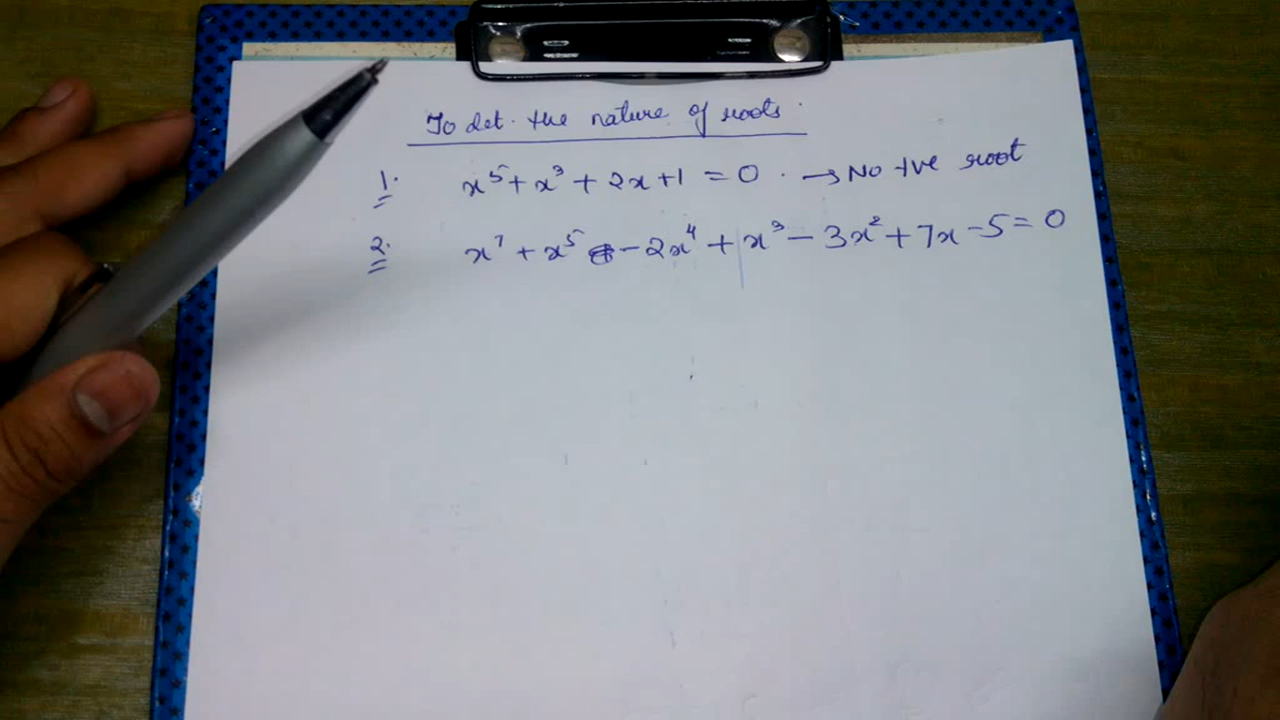 To det. the nature of roots.
1. x⁵ + x³ + 2x + 1 = 0. → No +ve root
2. x⁷ + x⁵ - 2x⁴ + x³ - 3x² + 7x - 5 = 0